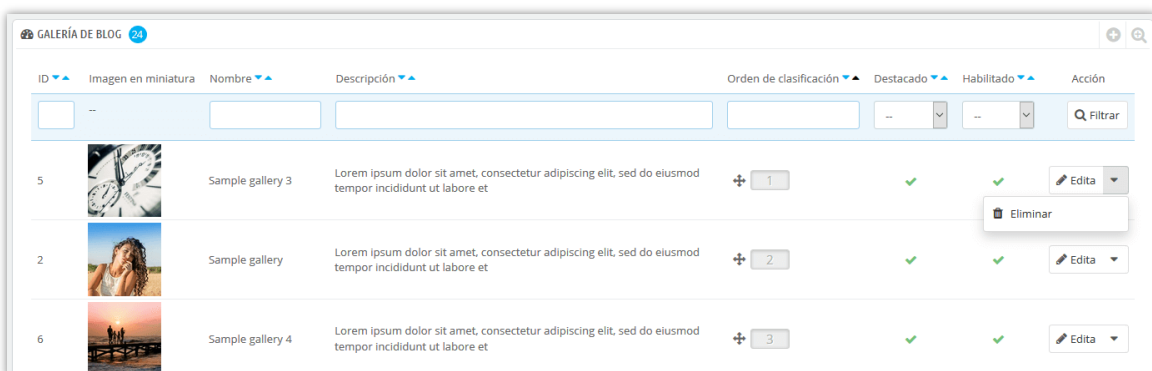 GALERÍA DE BLOG 24
ID Imagen en miniatura Nombre Descripción Orden de clasificación Destacado Habilitado Acción
-- -- -- Filtrar
5 Sample gallery 3 Lorem ipsum dolor sit amet, consectetur adipiscing elit, sed do eiusmod 1 Edita
tempor incididunt ut labore et
Eliminar
2 Sample gallery Lorem ipsum dolor sit amet, consectetur adipiscing elit, sed do eiusmod 2 Edita
tempor incididunt ut labore et
6 Sample gallery 4 Lorem ipsum dolor sit amet, consectetur adipiscing elit, sed do eiusmod 3 Edita
tempor incididunt ut labore et